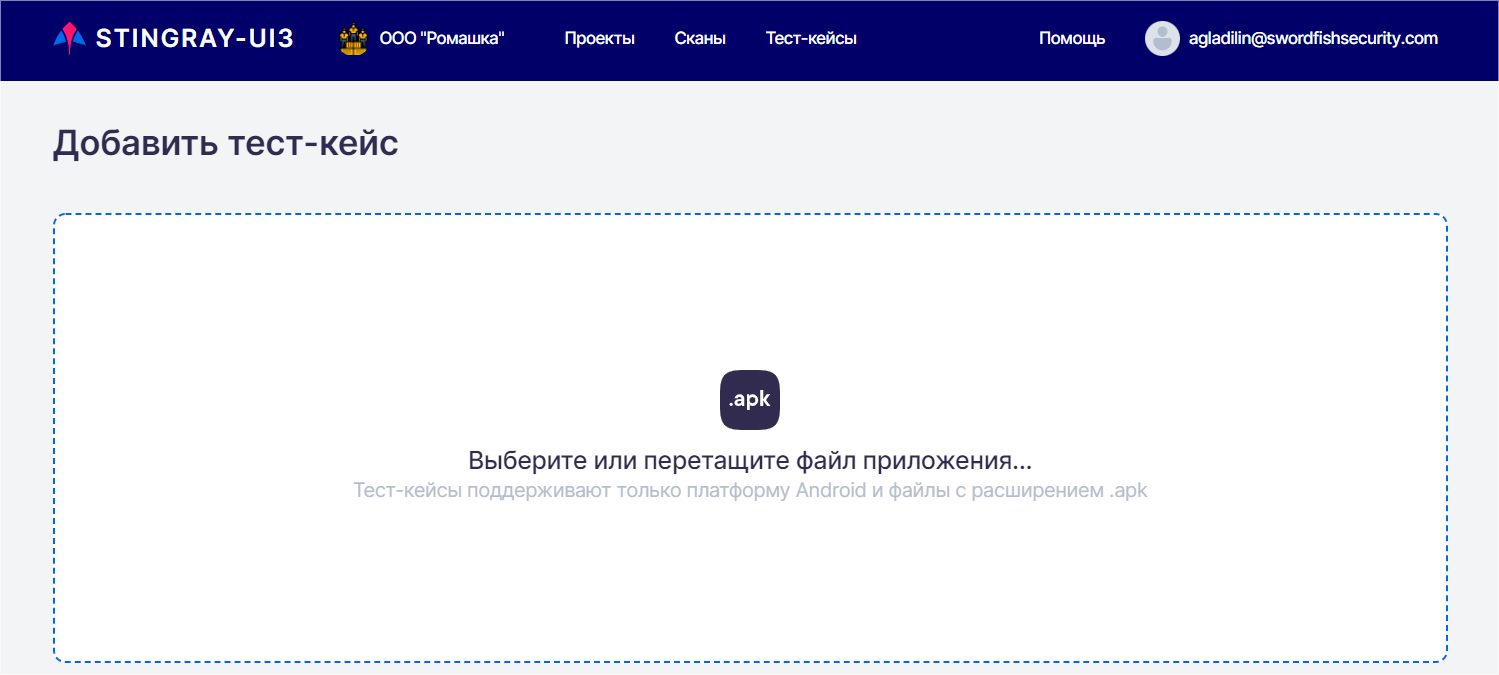 STINGRAY-UI3 ООО "Ромашка" Проекты Сканы Тест-кейсы Помощь agladilin@swordfishsecurity.com
Добавить тест-кейс
.apk
Выберите или перетащите файл приложения...
Тест-кейсы поддерживают только платформу Android и файлы с расширением .apk